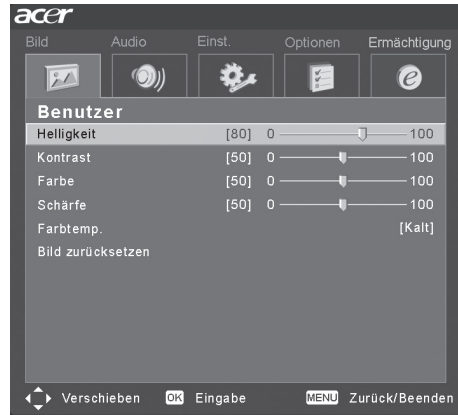 acer
Bild Audio Einst. Optionen Ermächtigung
e
Benutzer
Helligkeit [80] 0 100
Kontrast [50] 0 100
Farbe [50] 0 100
Schärfe [50] 0 100
Farbtemp. [Kalt]
Bild zurücksetzen
Verschieben OK Eingabe MENU Zurück/Beenden